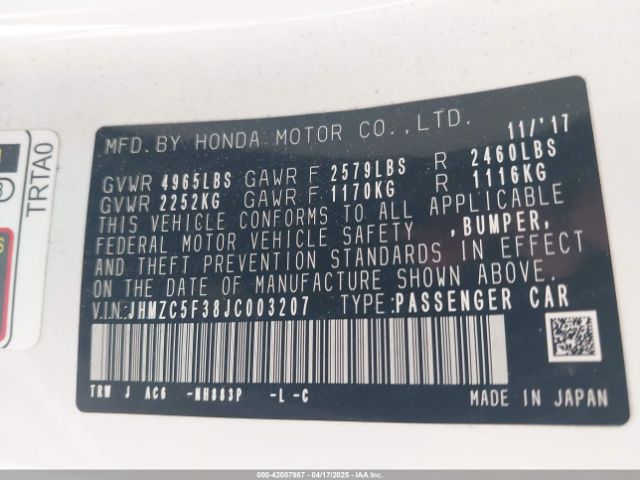 TRTA0
MFD. BY HONDA MOTOR CO., LTD. 11/'17
GVWR 4965LBS GAWR F 2579LBS R 2460LBS
GVWR 2252KG GAWR F 1170KG R 1116KG
THIS VEHICLE CONFORMS TO ALL APPLICABLE
FEDERAL MOTOR VEHICLE SAFETY ,BUMPER,
AND THEFT PREVENTION STANDARDS IN EFFECT
ON THE DATE OF MANUFACTURE SHOWN ABOVE.
V.IN:JHMZC5F38JC003207 TYPE:PASSENGER CAR
TRW J AC6 -NH883P -L -C
MADE IN JAPAN
000-42057987 - 04/17/2025 - IAAI.COM